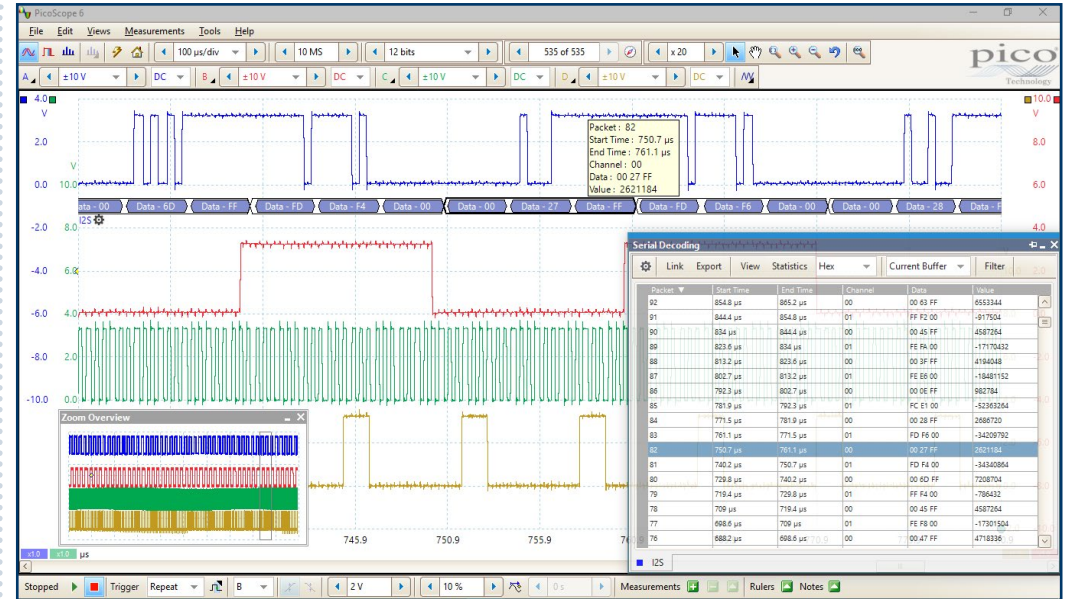 PicoScope 6
File Edit Views Measurements Tools Help
100 µs/div 10 MS 12 bits 535 of 535 x 20
pico
Technology
A ±10 V DC B ±10 V DC C ±10 V DC D ±10 V DC
4.0 10.0
V V
2.0 8.0
V
0.0 10.0 6.0
Packet : 82
Start Time : 750.7 µs
End Time : 761.1 µs
Channel : 00
Data : 00 27 FF
Value : 2621184
ata - 00 Data - 6D Data - FF Data - FD Data - F4 Data - 00 Data - 00 Data - 27 Data - FF Data - FD Data - F6 Data - 00 Data - 00 Data - 28 Data - F
I2S
-2.0 8.0 4.0
-4.0 6.0
-6.0 4.0
-8.0 2.0
-10.0 0.0
Serial Decoding
Link Export View Statistics Hex Current Buffer Filter
Packet Start Time End Time Channel Data Value
92 854.8 µs 865.2 µs 00 00 63 FF 6553344
91 844.4 µs 854.8 µs 01 FF F2 00 -917504
90 834 µs 844.4 µs 00 00 45 FF 4587264
89 823.6 µs 834 µs 01 FE FA 00 -17170432
88 813.2 µs 823.6 µs 00 00 3F FF 4194048
87 802.7 µs 813.2 µs 01 FE E6 00 -18481152
86 792.3 µs 802.7 µs 00 00 0E FF 982784
85 781.9 µs 792.3 µs 01 FC E1 00 -52363264
84 771.5 µs 781.9 µs 00 00 28 FF 2686720
83 761.1 µs 771.5 µs 01 FD F6 00 -34209792
82 750.7 µs 761.1 µs 00 00 27 FF 2621184
81 740.2 µs 750.7 µs 01 FD F4 00 -34340864
80 729.8 µs 740.2 µs 00 00 6D FF 7208704
79 719.4 µs 729.8 µs 01 FF F4 00 -786432
78 709 µs 719.4 µs 00 00 45 FF 4587264
77 698.6 µs 709 µs 01 FE F8 00 -17301504
76 688.2 µs 698.6 µs 00 00 47 FF 4718336
I2S
Zoom Overview
745.9 750.9 755.9
x1.0 x1.0 µs
Stopped Trigger Repeat B 2 V 10 % 0 s Measurements Rulers Notes